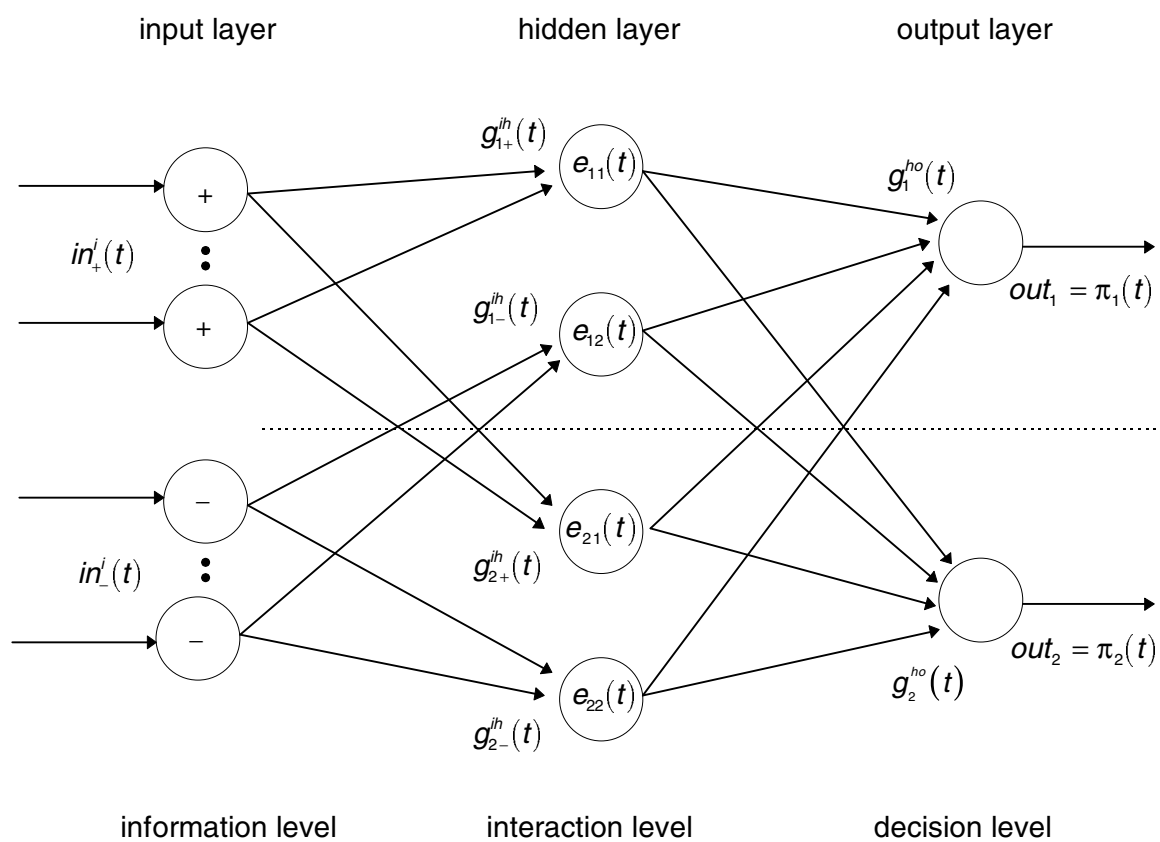 input layer
hidden layer
output layer
g^{ih}_{1+}(t)
e_{11}(t)
g^{ho}_{1}(t)
+
in^{i}_{+}(t)
+
g^{ih}_{1−}(t)
e_{12}(t)
out_{1} = π_{1}(t)
−
in^{i}_{−}(t)
−
e_{21}(t)
g^{ih}_{2+}(t)
e_{22}(t)
g^{ih}_{2−}(t)
out_{2} = π_{2}(t)
g^{ho}_{2}(t)
information level
interaction level
decision level